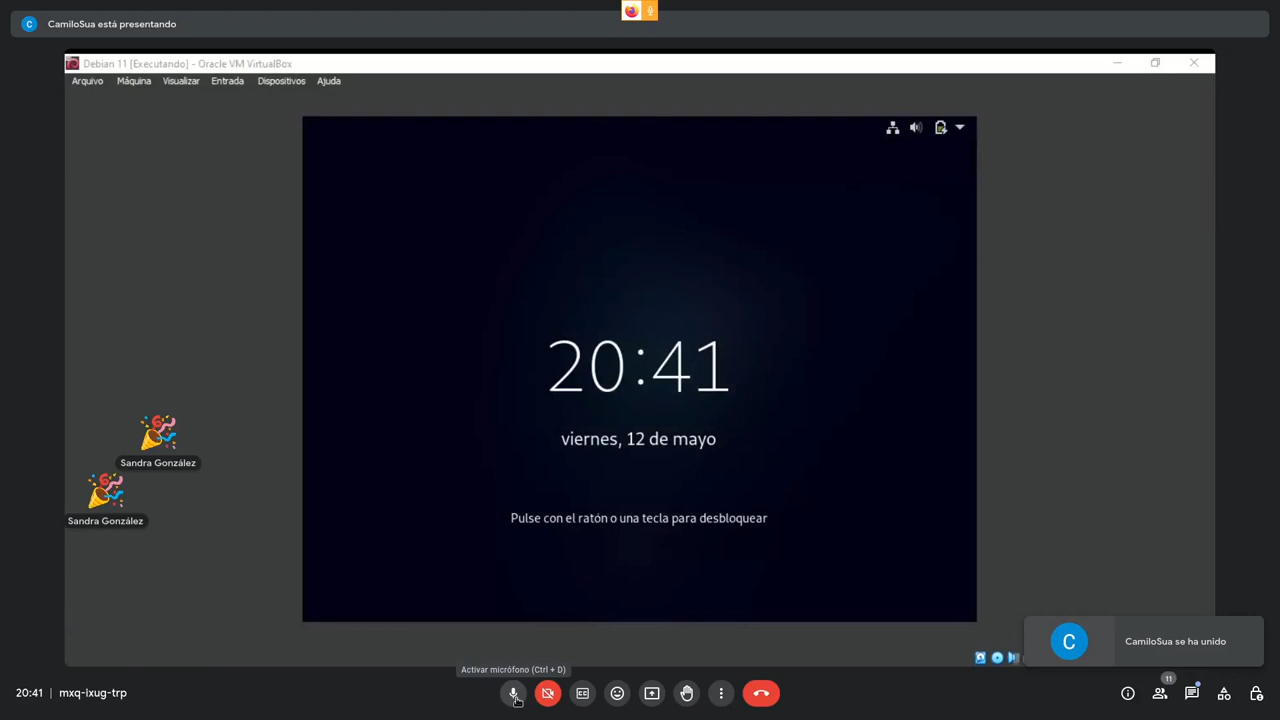 C CamiloSua está presentando
Debian 11 [Executando] - Oracle VM VirtualBox
Arquivo Máquina Visualizar Entrada Dispositivos Ajuda
20:41
viernes, 12 de mayo
Pulse con el ratón o una tecla para desbloquear
Sandra González
Sandra González
C CamiloSua se ha unido
Activar micrófono (Ctrl + D)
11
20:41 | mxq-ixug-trp